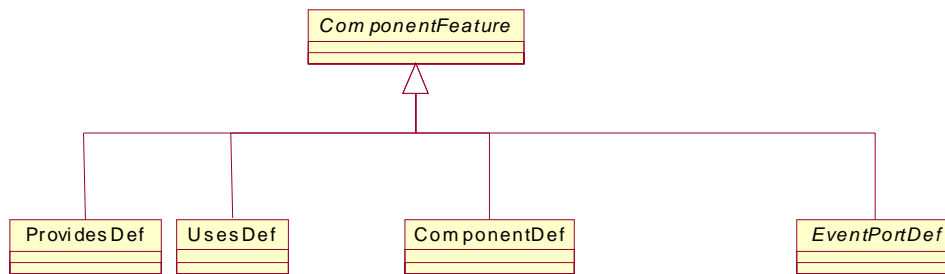 ComponentFeature
ProvidesDef UsesDef ComponentDef EventPortDef